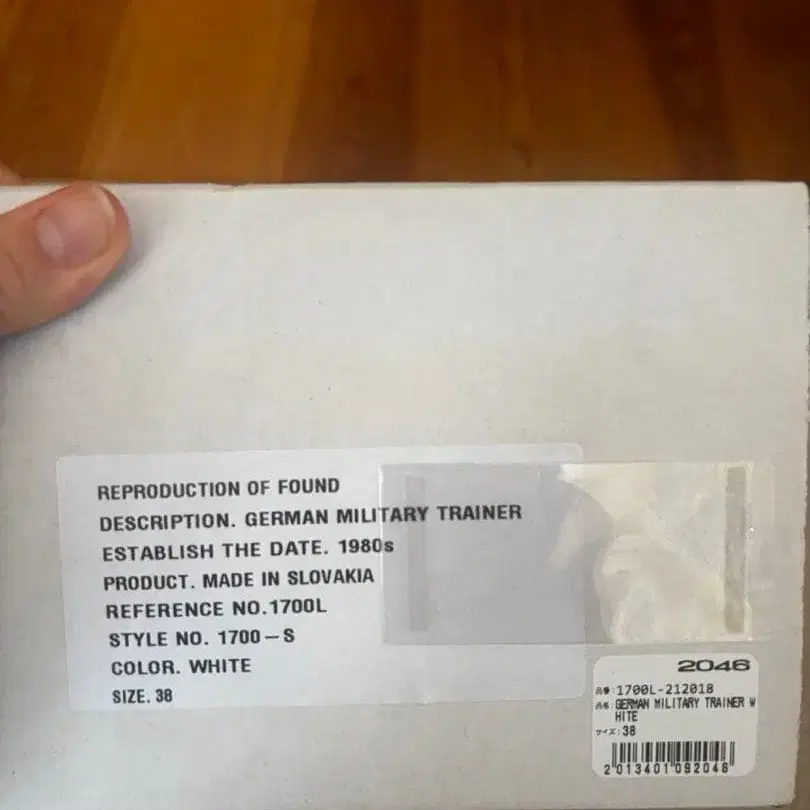 REPRODUCTION OF FOUND
DESCRIPTION. GERMAN MILITARY TRAINER
ESTABLISH THE DATE. 1980s
PRODUCT. MADE IN SLOVAKIA
REFERENCE NO.1700L
STYLE NO. 1700-S
COLOR. WHITE
SIZE. 38
2046
品番:1700L-212018
品名:GERMAN MILITARY TRAINER W
HITE
サイズ:38
2013401092046